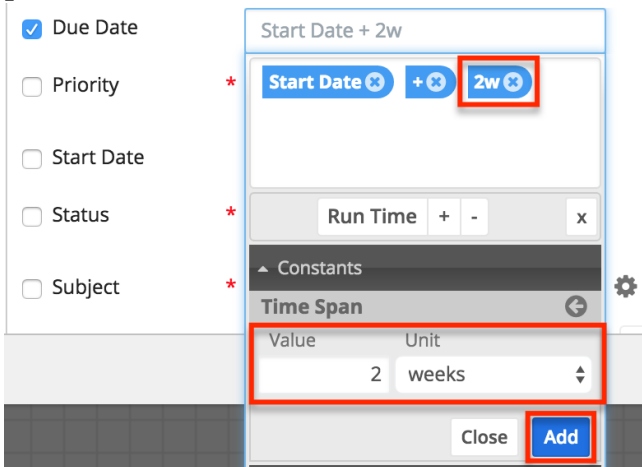 Due Date
Start Date + 2w
Start Date + 2w
Priority *
Start Date
Status *
Run Time + - x
Constants
Subject *
Time Span
Value Unit
2 weeks
Close Add